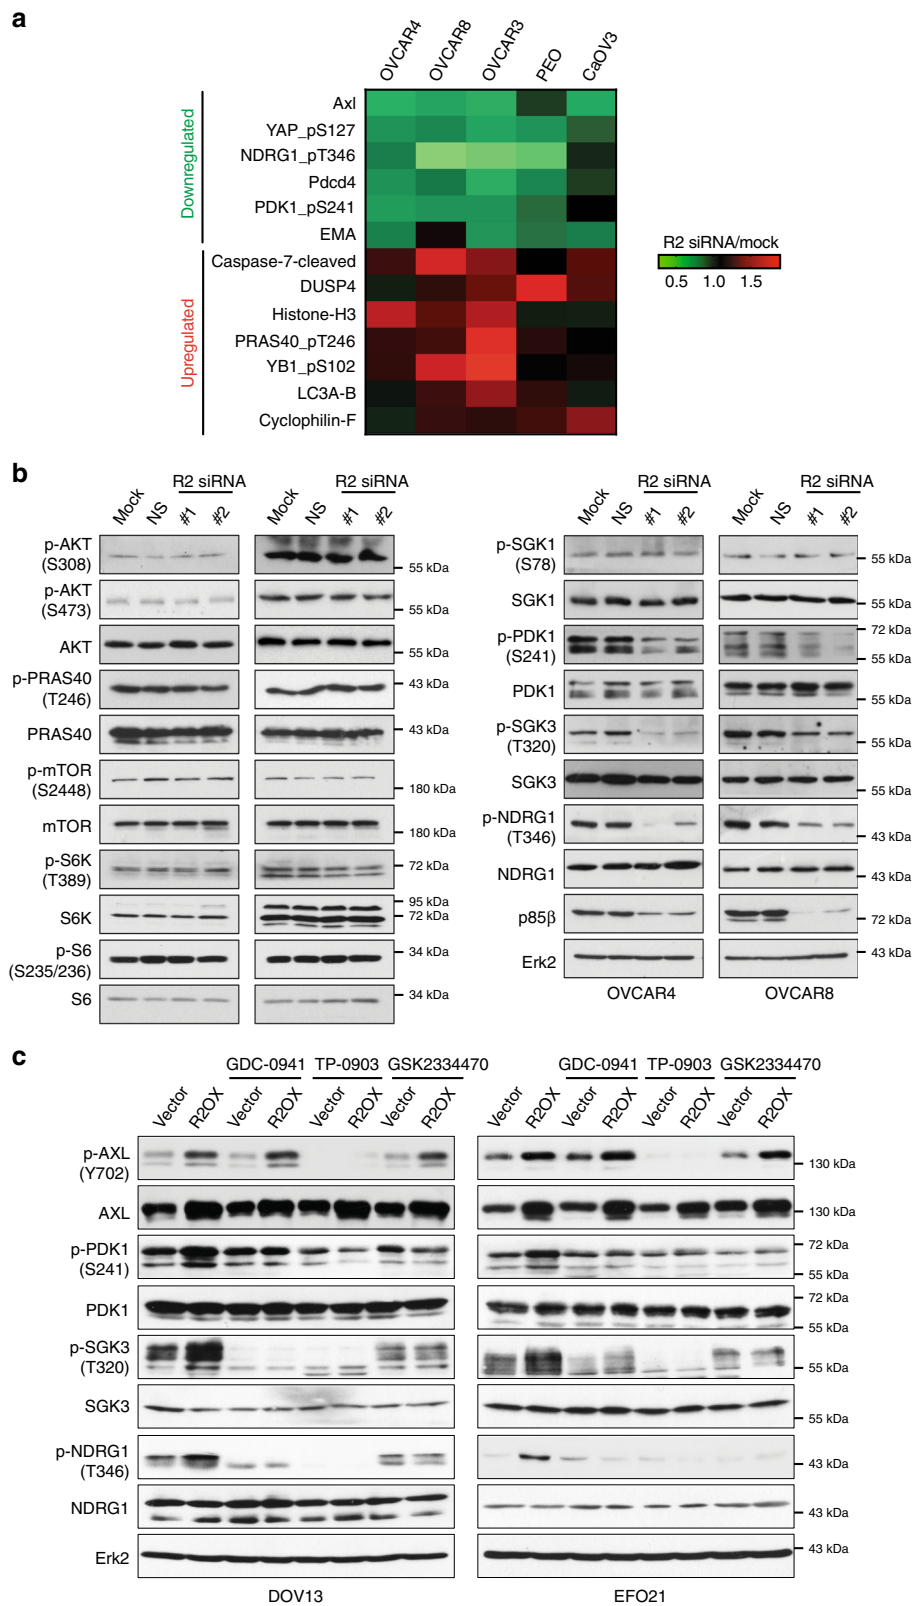 a
OVCAR4
OVCAR8
OVCAR3
PEO
CaOV3
Downregulated
Axl
YAP_pS127
NDRG1_pT346
Pdcd4
PDK1_pS241
EMA
Upregulated
Caspase-7-cleaved
DUSP4
Histone-H3
PRAS40_pT246
YB1_pS102
LC3A-B
Cyclophilin-F
R2 siRNA/mock
0.5 1.0 1.5
b
R2 siRNA
Mock NS #1 #2
R2 siRNA
Mock NS #1 #2
p-AKT
(S308)
55 kDa
p-AKT
(S473)
55 kDa
AKT
55 kDa
p-PRAS40
(T246)
43 kDa
PRAS40
43 kDa
p-mTOR
(S2448)
180 kDa
mTOR
180 kDa
p-S6K
(T389)
72 kDa
S6K
95 kDa
72 kDa
p-S6
(S235/236)
34 kDa
S6
34 kDa
R2 siRNA
Mock NS #1 #2
R2 siRNA
Mock NS #1 #2
p-SGK1
(S78)
55 kDa
SGK1
55 kDa
p-PDK1
(S241)
72 kDa
55 kDa
PDK1
55 kDa
p-SGK3
(T320)
55 kDa
SGK3
55 kDa
p-NDRG1
(T346)
43 kDa
NDRG1
43 kDa
p85β
72 kDa
Erk2
43 kDa
OVCAR4
OVCAR8
c
GDC-0941 TP-0903 GSK2334470
Vector R2OX Vector R2OX Vector R2OX Vector R2OX
GDC-0941 TP-0903 GSK2334470
Vector R2OX Vector R2OX Vector R2OX Vector R2OX
p-AXL
(Y702)
130 kDa
AXL
130 kDa
p-PDK1
(S241)
72 kDa
55 kDa
PDK1
72 kDa
55 kDa
p-SGK3
(T320)
55 kDa
SGK3
55 kDa
p-NDRG1
(T346)
43 kDa
NDRG1
43 kDa
Erk2
43 kDa
DOV13
EFO21